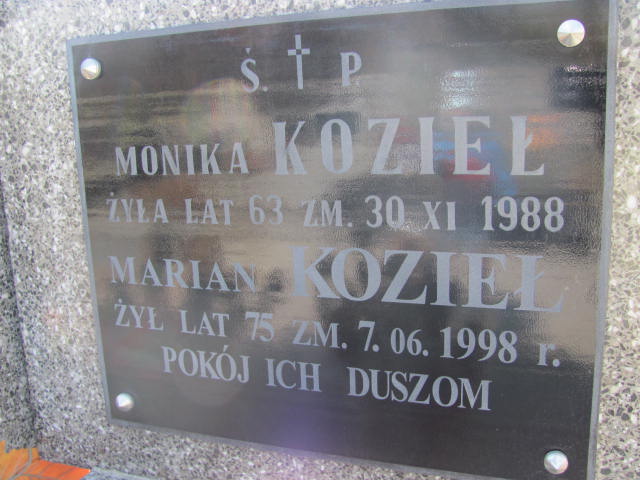 Ś. † P
MONIKA KOZIEŁ
ŻYŁA LAT 63 ZM. 30 XI 1988
MARIAN KOZIEŁ
ŻYŁ LAT 75 ZM. 7. 06. 1998 r.
POKÓJ ICH DUSZOM